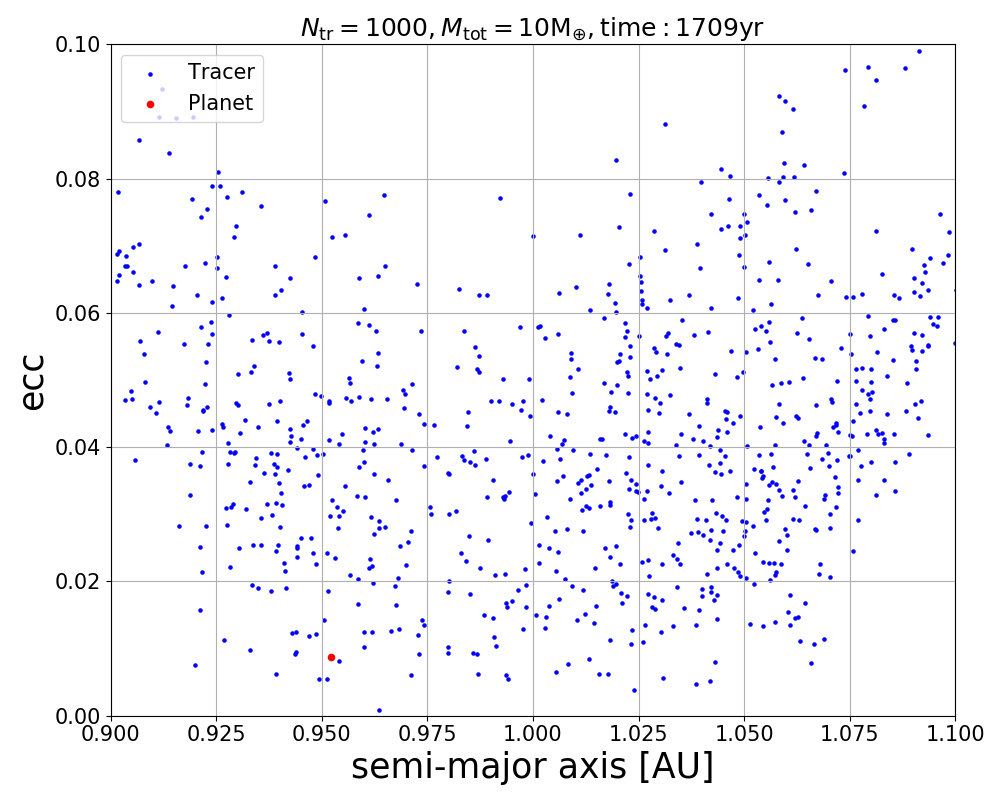 N_tr = 1000, M_tot = 10M_⊕, time : 1709yr
Tracer
Planet
ecc
0.10
0.08
0.06
0.04
0.02
0.00
0.900 0.925 0.950 0.975 1.000 1.025 1.050 1.075 1.100
semi-major axis [AU]